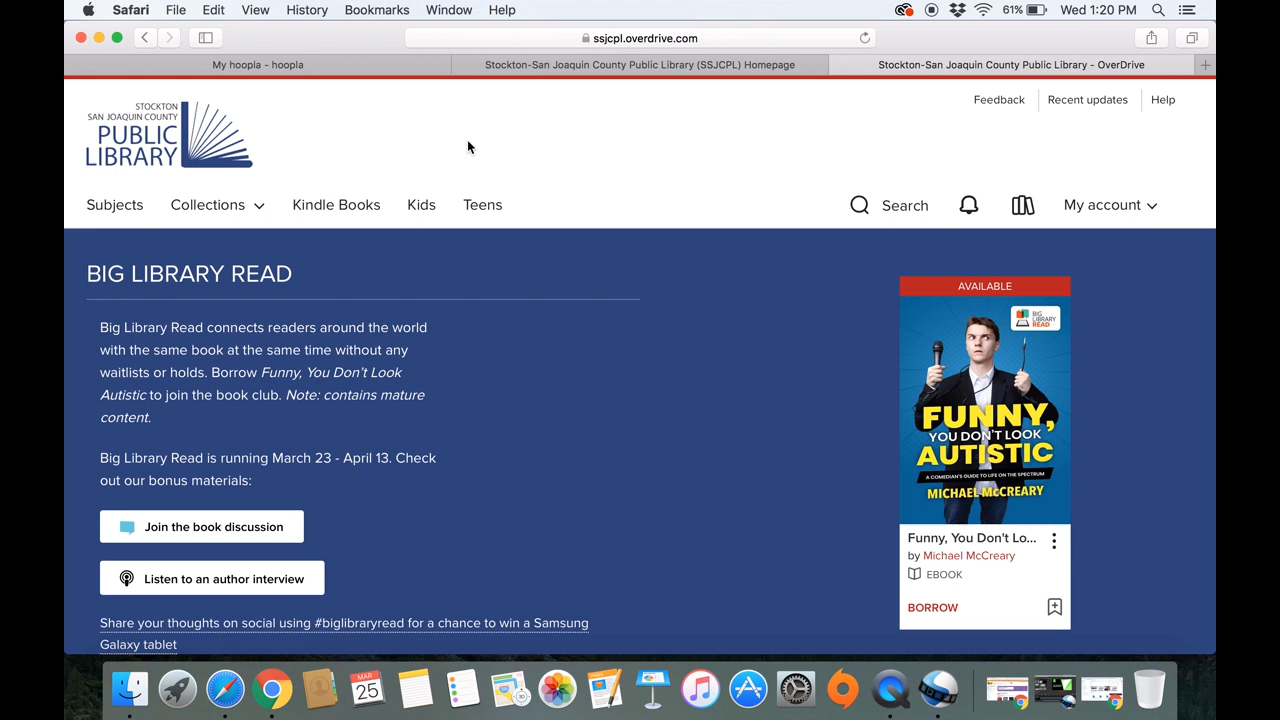 Safari File Edit View History Bookmarks Window Help 61% Wed 1:20 PM
ssjcpl.overdrive.com
My hoopla - hoopla Stockton-San Joaquin County Public Library (SSJCPL) Homepage Stockton-San Joaquin County Public Library - OverDrive
Feedback Recent updates Help
STOCKTON
SAN JOAQUIN COUNTY
PUBLIC
LIBRARY
Subjects Collections Kindle Books Kids Teens Search My account
BIG LIBRARY READ
Big Library Read connects readers around the world
with the same book at the same time without any
waitlists or holds. Borrow Funny, You Don't Look
Autistic to join the book club. Note: contains mature
content.
Big Library Read is running March 23 - April 13. Check
out our bonus materials:
Join the book discussion
Listen to an author interview
Share your thoughts on social using #biglibraryread for a chance to win a Samsung
Galaxy tablet
AVAILABLE
BIG
LIBRARY
READ
FUNNY,
YOU DON'T LOOK
AUTISTIC
A COMEDIAN'S GUIDE TO LIFE ON THE SPECTRUM
MICHAEL McCREARY
Funny, You Don't Lo...
by Michael McCreary
EBOOK
BORROW
MAR
25